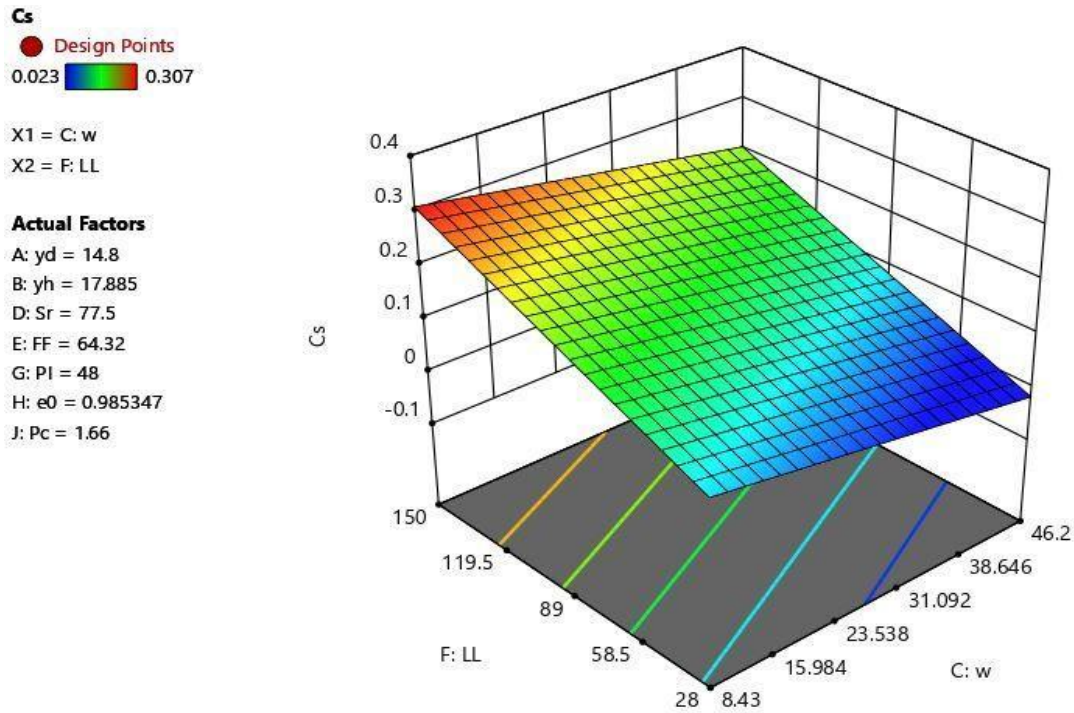 Cs
Design Points
0.023 0.307
X1 = C: w
X2 = F: LL
Actual Factors
A: yd = 14.8
B: yh = 17.885
D: Sr = 77.5
E: FF = 64.32
G: PI = 48
H: e0 = 0.985347
J: Pc = 1.66
0.4
0.3
0.2
0.1
0
-0.1
Cs
150
119.5
89
58.5
28
F: LL
8.43
15.984
23.538
31.092
38.646
46.2
C: w